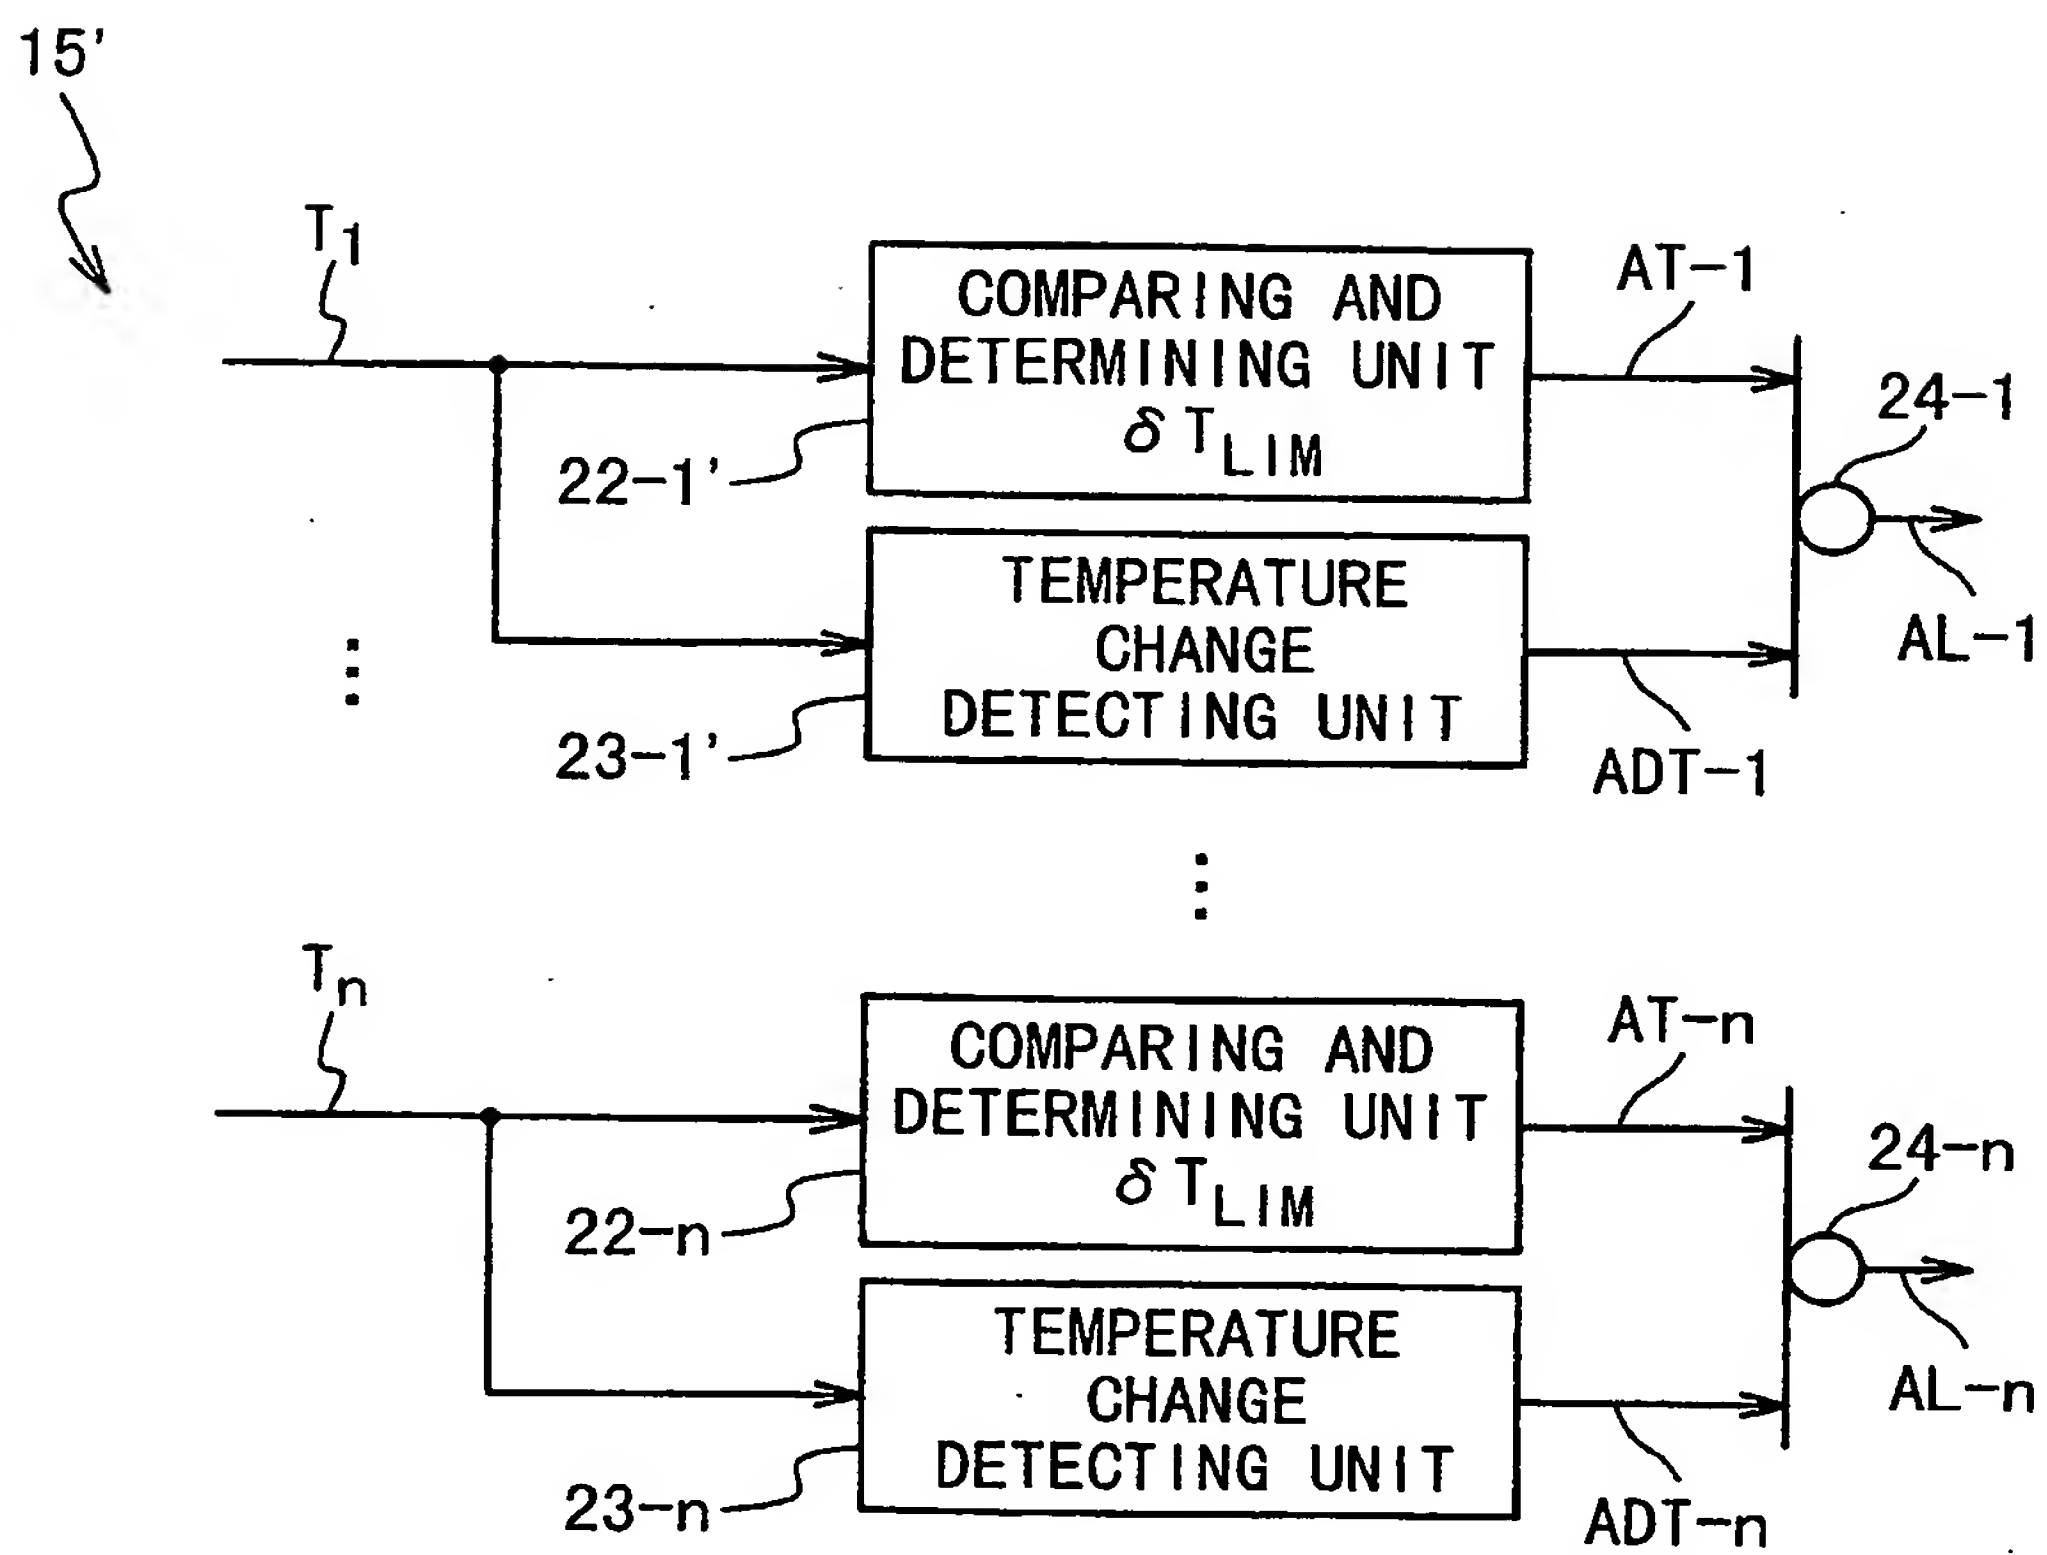 15'
T1
COMPARING AND
DETERMINING UNIT
δTLIM
AT-1
24-1
22-1'
TEMPERATURE
CHANGE
DETECTING UNIT
AL-1
23-1'
ADT-1
Tn
COMPARING AND
DETERMINING UNIT
δTLIM
AT-n
24-n
22-n
TEMPERATURE
CHANGE
DETECTING UNIT
AL-n
23-n
ADT-n